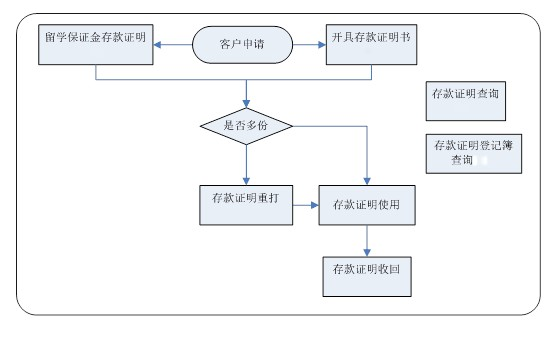 留学保证金存款证明
客户申请
开具存款证明书
存款证明查询
是否多份
存款证明登记簿
查询
存款证明重打
存款证明使用
存款证明收回